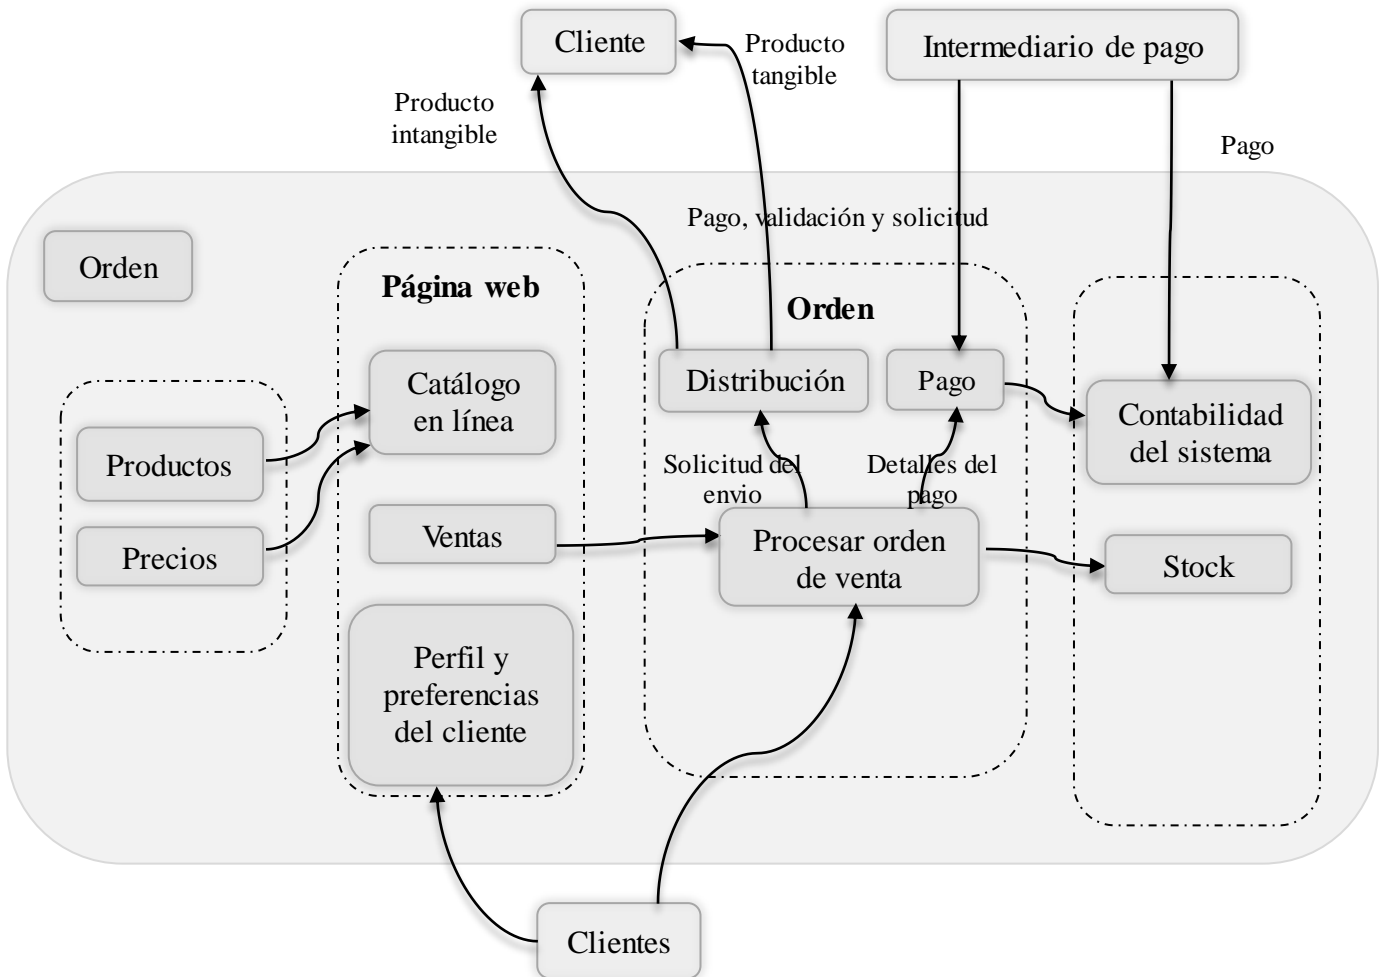 Cliente
Producto
tangible
Intermediario de pago
Producto
intangible
Pago
Pago, validación y solicitud
Orden
Página web
Orden
Catálogo
en línea
Distribución
Pago
Contabilidad
del sistema
Productos
Solicitud del
envio
Detalles del
pago
Precios
Ventas
Procesar orden
de venta
Stock
Perfil y
preferencias
del cliente
Clientes